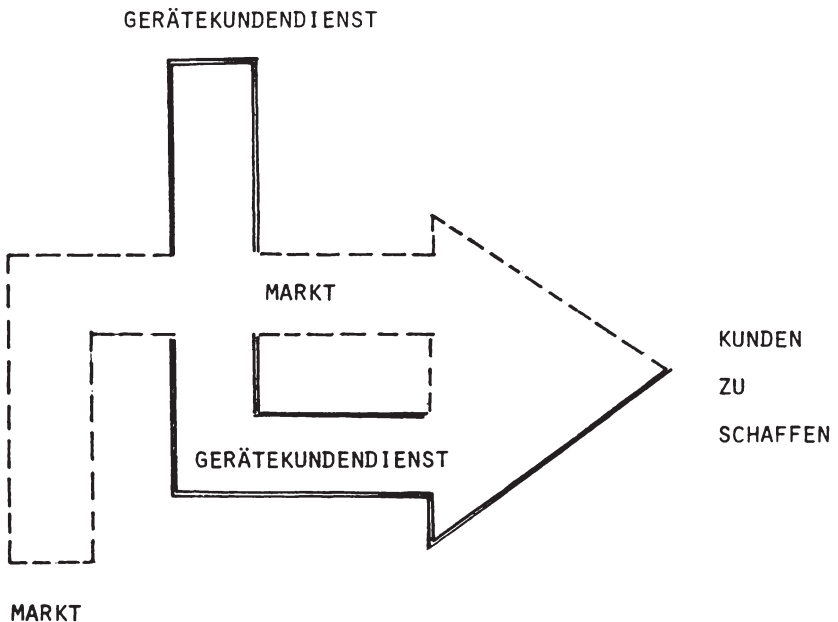 GERÄTEKUNDENDIENST
MARKT
KUNDEN
ZU
SCHAFFEN
GERÄTEKUNDENDIENST
MARKT